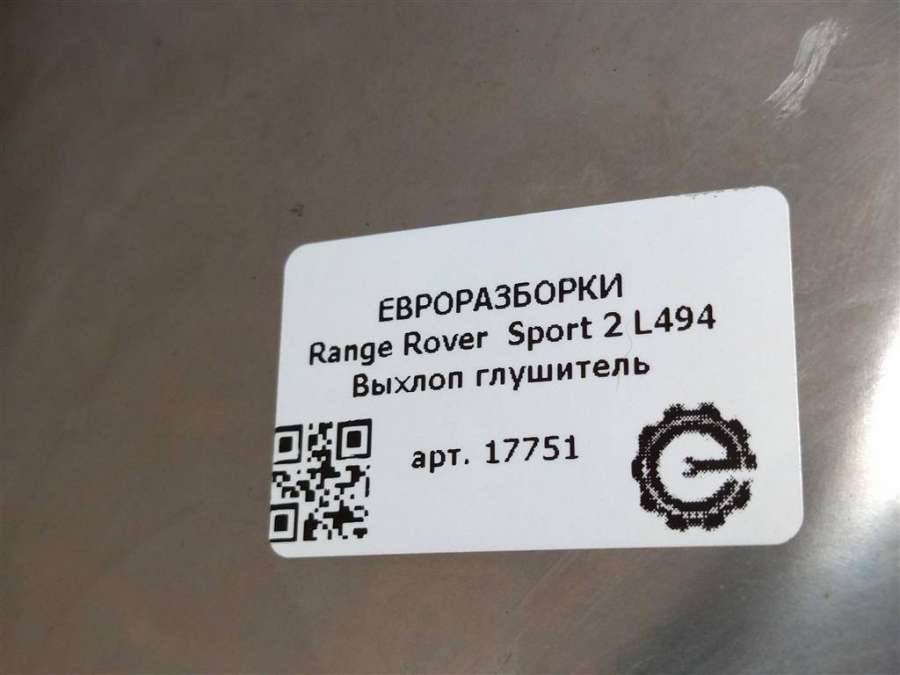 ЕВРОРАЗБОРКИ
Range Rover Sport 2 L494
Выхлоп глушитель
арт. 17751